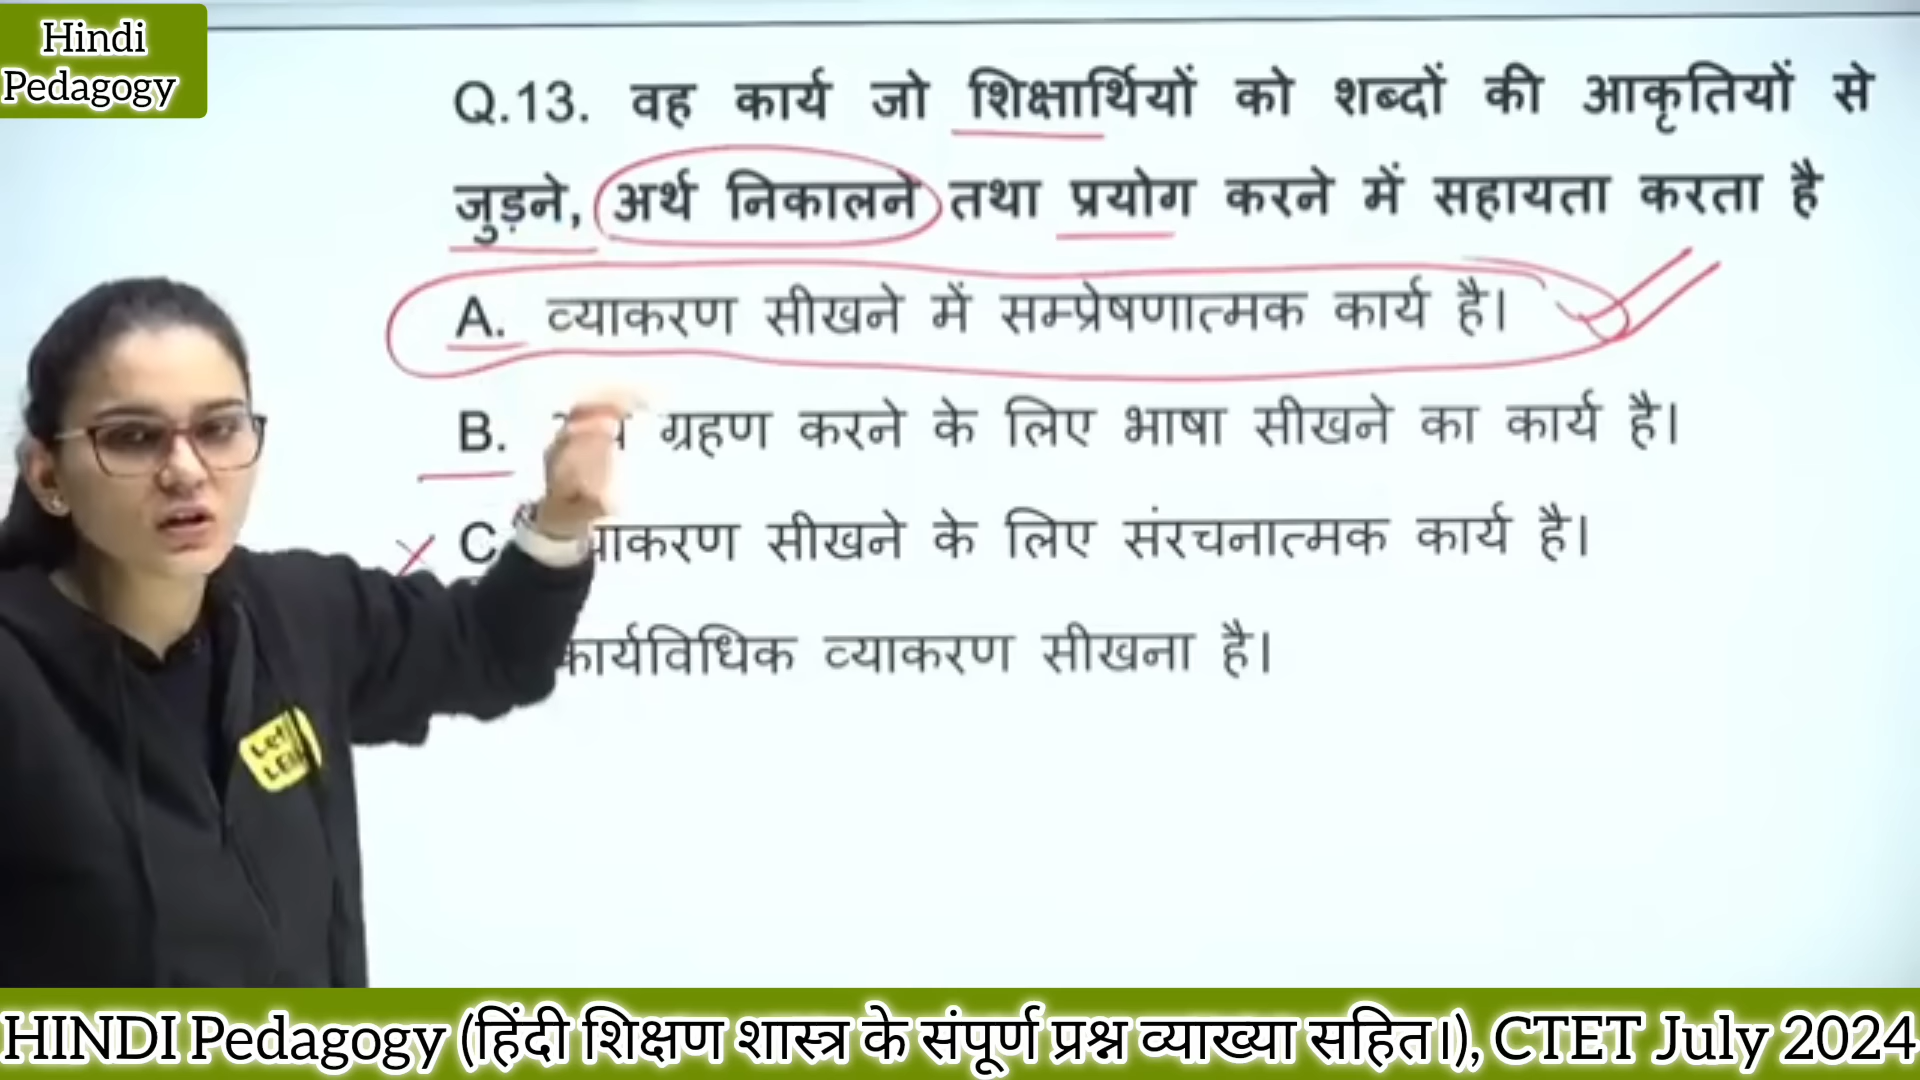 Hindi
Pedagogy
Q.13. वह कार्य जो शिक्षार्थियों को शब्दों की आकृतियों से
जुड़ने, अर्थ निकालने तथा प्रयोग करने में सहायता करता है
A. व्याकरण सीखने में सम्प्रेषणात्मक कार्य है।
B. ग्रहण करने के लिए भाषा सीखने का कार्य है।
C सीखने के लिए संरचनात्मक कार्य है।
कार्यविधिक व्याकरण सीखना है।
HINDI Pedagogy (हिंदी शिक्षण शास्त्र के संपूर्ण प्रश्न व्याख्या सहित।), CTET July 2024